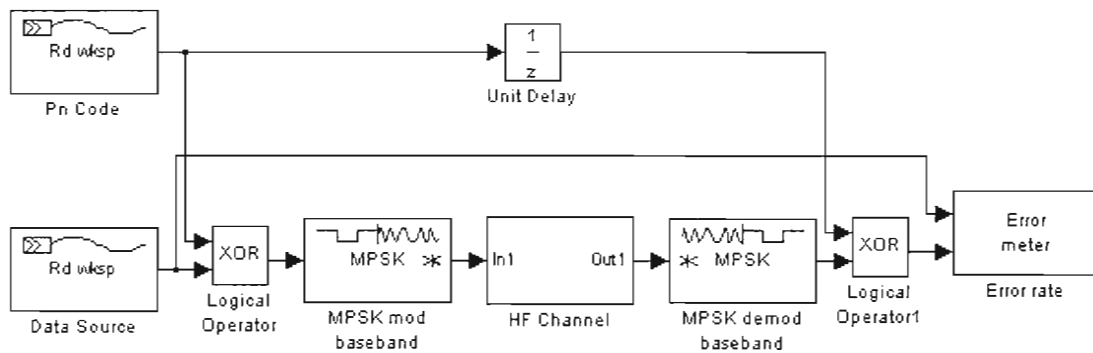 Rd wksp
Pn Code
1
z
Unit Delay
Rd wksp
Data Source
XOR
Logical
Operator
MPSK
MPSK mod
baseband
In1 Out1
HF Channel
MPSK
MPSK demod
baseband
XOR
Logical
Operator1
Error
meter
Error rate